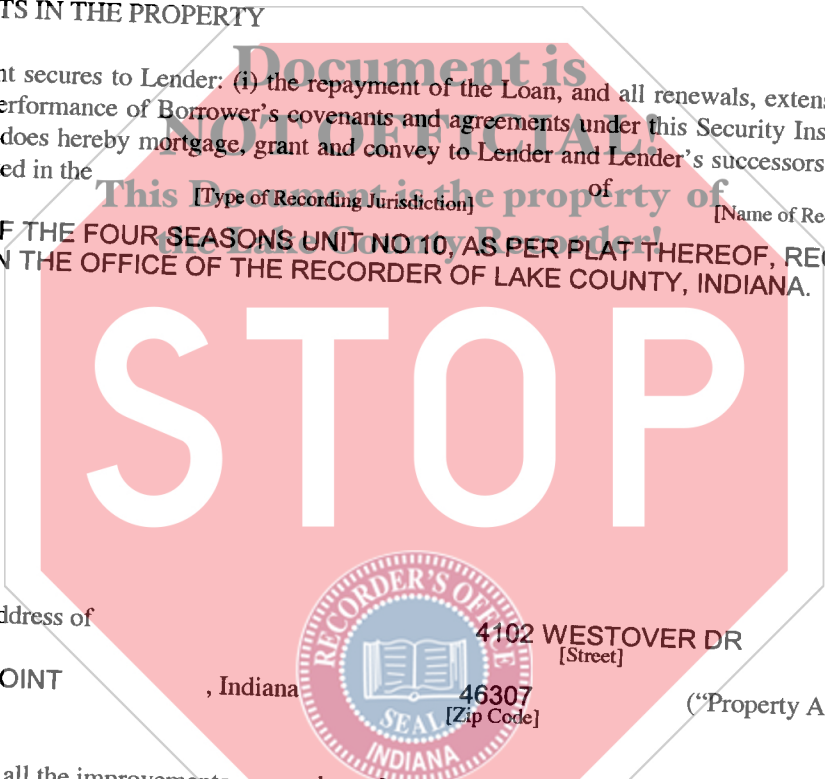 TS IN THE PROPERTY
Document is
nt secures to Lender: (i) the repayment of the Loan, and all renewals, extens
erformance of Borrower's covenants and agreements under this Security Ins
NOT OFFICIAL!
does hereby mortgage, grant and convey to Lender and Lender's successors
ed in the
of
This Document is the property of
[Type of Recording Jurisdiction]
[Name of Re
the Lake County Recorder!
F THE FOUR SEASONS UNIT NO 10, AS PER PLAT THEREOF, REC
N THE OFFICE OF THE RECORDER OF LAKE COUNTY, INDIANA.
STOP
RECORDER'S OFFICE
ddress of
4102 WESTOVER DR
[Street]
OINT , Indiana 46307 ("Property A
[Zip Code]
SEAL
INDIANA
all the improvements